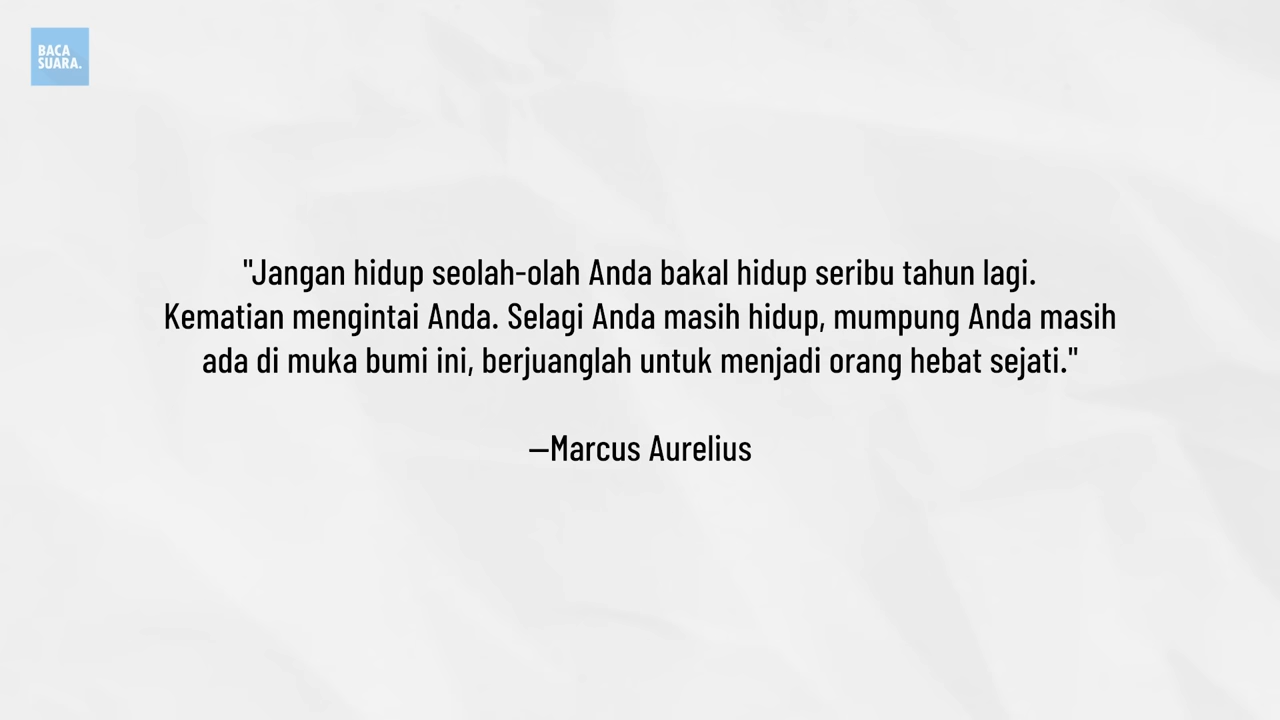 BACA
SUARA.
"Jangan hidup seolah-olah Anda bakal hidup seribu tahun lagi.
Kematian mengintai Anda. Selagi Anda masih hidup, mumpung Anda masih
ada di muka bumi ini, berjuanglah untuk menjadi orang hebat sejati."
—Marcus Aurelius